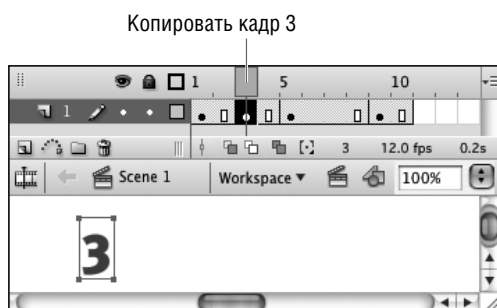 Копировать кадр 3
1 5 10
1
3 12.0 fps 0.2s
Scene 1 Workspace 100%
3